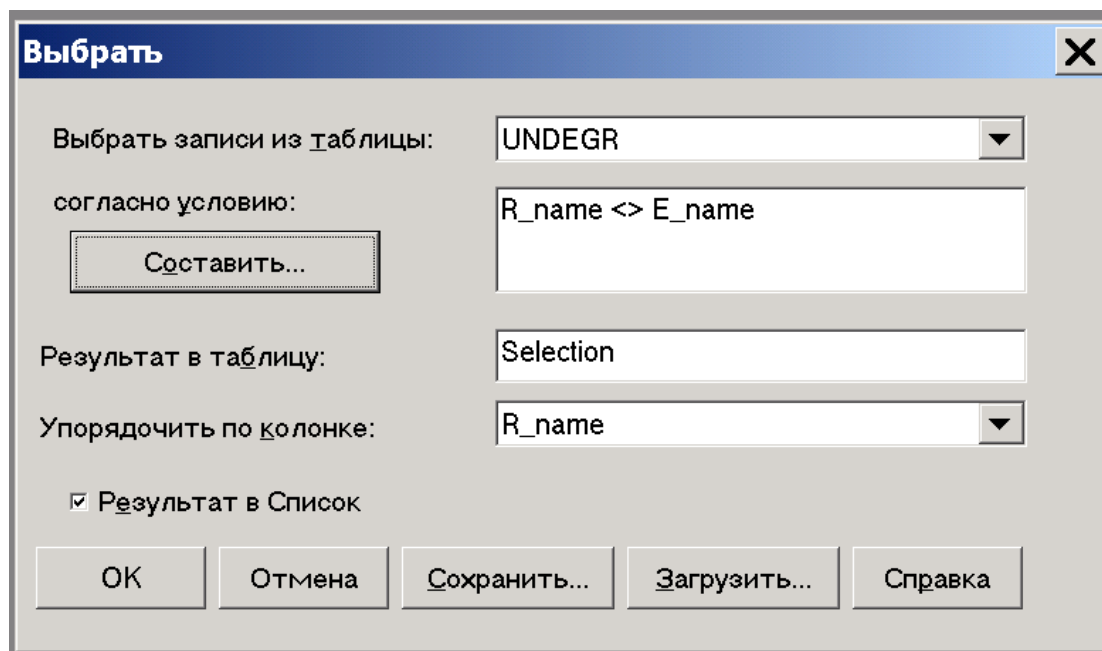 Выбрать
Выбрать записи из таблицы: UNDEGR
согласно условию: R_name <> E_name
Составить...
Результат в таблицу: Selection
Упорядочить по колонке: R_name
Результат в Список
ОК Отмена Сохранить... Загрузить... Справка